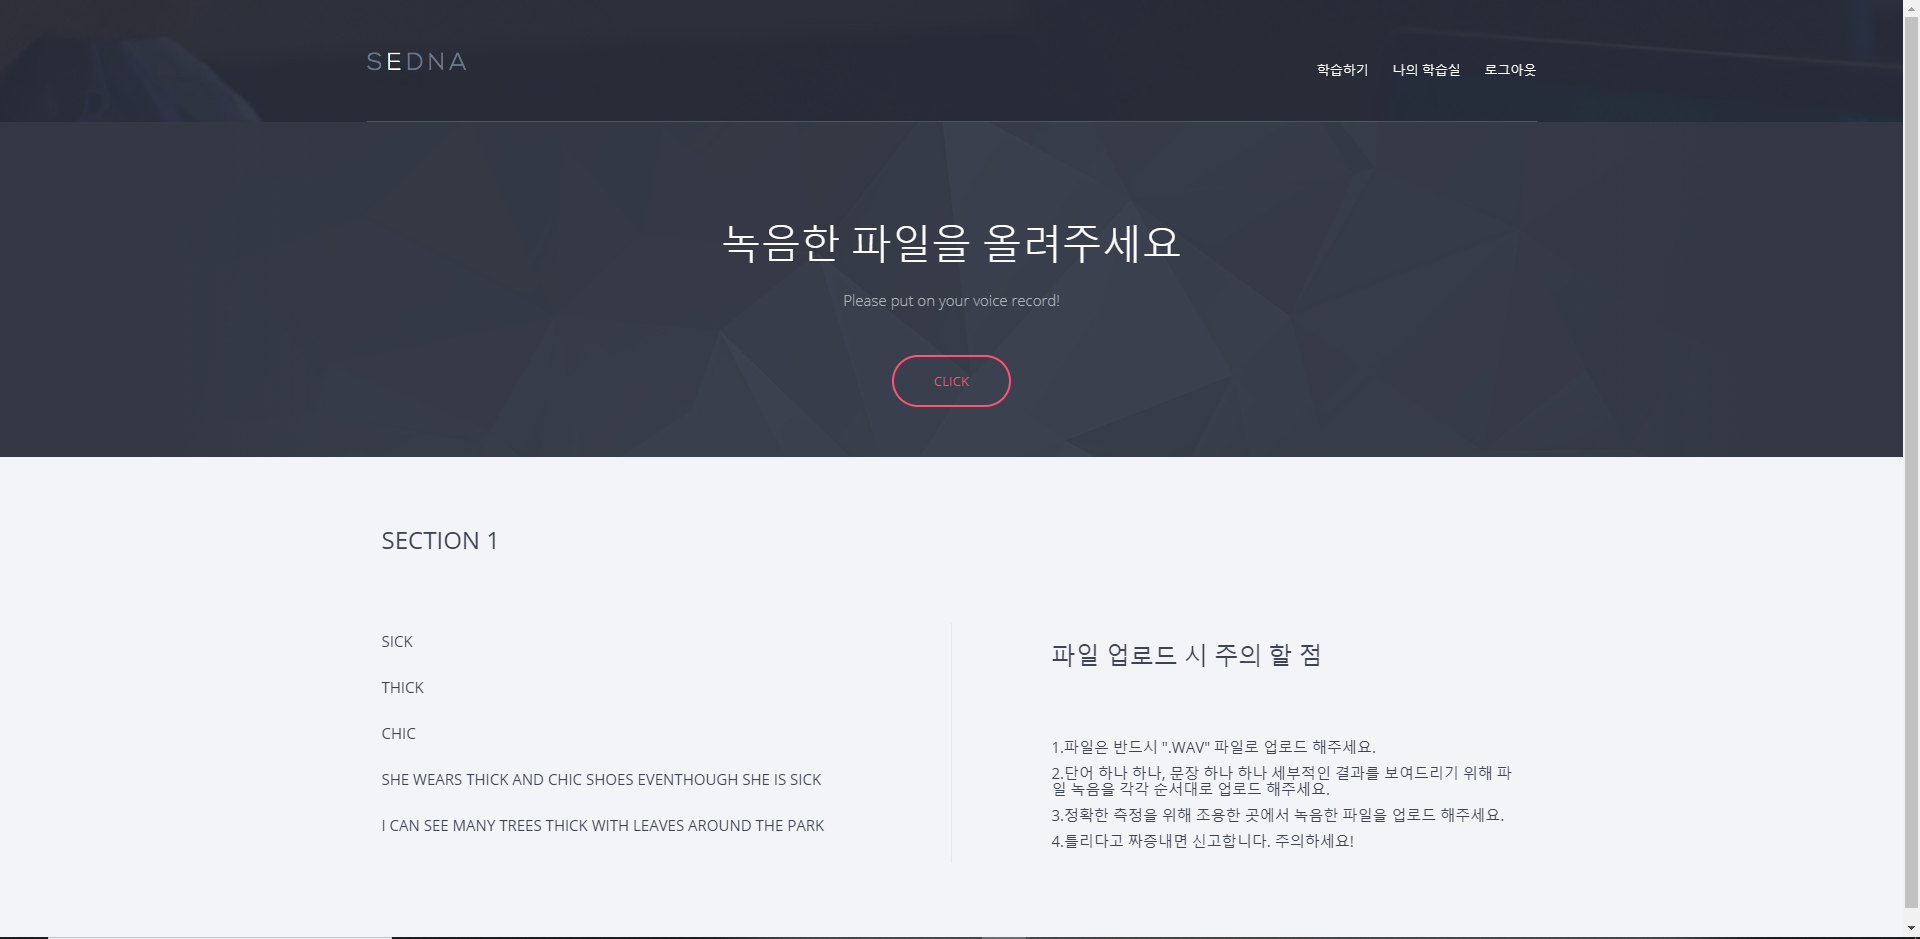 SEDNA
학습하기 나의 학습실 로그아웃
녹음한 파일을 올려주세요
Please put on your voice record!
CLICK
SECTION 1
SICK
THICK
CHIC
SHE WEARS THICK AND CHIC SHOES EVENTHOUGH SHE IS SICK
I CAN SEE MANY TREES THICK WITH LEAVES AROUND THE PARK
파일 업로드 시 주의 할 점
1.파일은 반드시 ".WAV" 파일로 업로드 해주세요.
2.단어 하나 하나, 문장 하나 하나 세부적인 결과를 보여드리기 위해 파
일 녹음을 각각 순서대로 업로드 해주세요.
3.정확한 측정을 위해 조용한 곳에서 녹음한 파일을 업로드 해주세요.
4.틀리다고 짜증내면 신고합니다. 주의하세요!